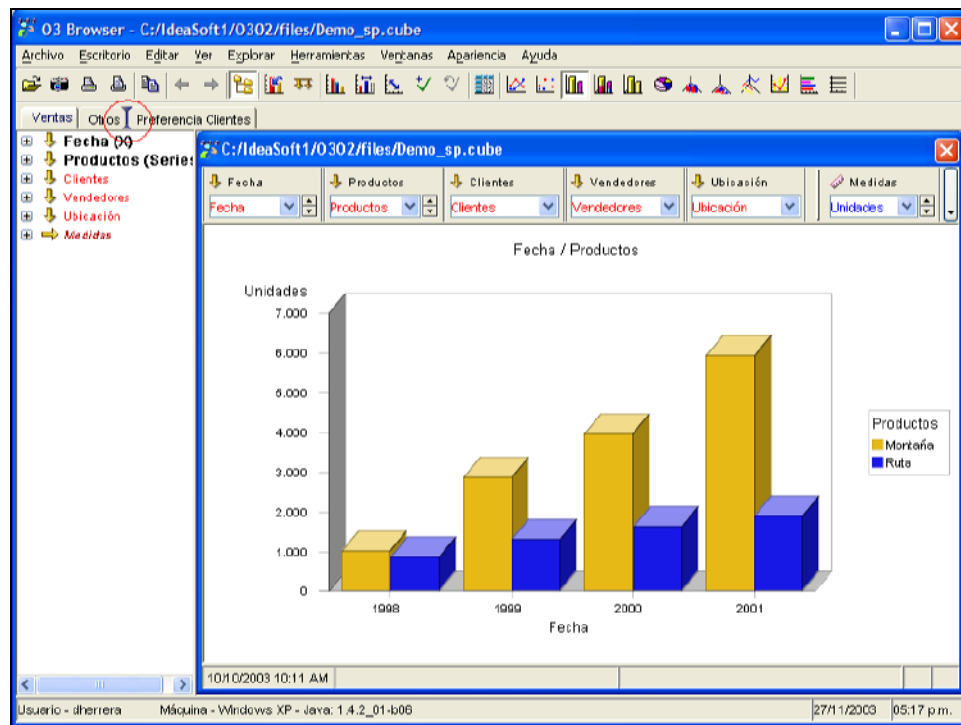 O3 Browser - C:/IdeaSoft1/O3O2/files/Demo_sp.cube
Archivo Escritorio Editar Ver Explorar Herramientas Ventanas Apariencia Ayuda
Ventas Otros Preferencia Clientes
Fecha (X)
Productos (Series
Clientes
Vendedores
Ubicación
Medidas
C:/IdeaSoft1/O3O2/files/Demo_sp.cube
Fecha Productos Clientes Vendedores Ubicación Medidas
Fecha Productos Clientes Vendedores Ubicación Unidades
Fecha / Productos
Unidades
7.000
6.000
5.000
4.000
3.000
2.000
1.000
0
1998 1999 2000 2001
Fecha
Productos
Montaña
Ruta
10/10/2003 10:11 AM
Usuario - dherrera Máquina - Windows XP - Java: 1.4.2_01-b06 27/11/2003 05:17 p.m.